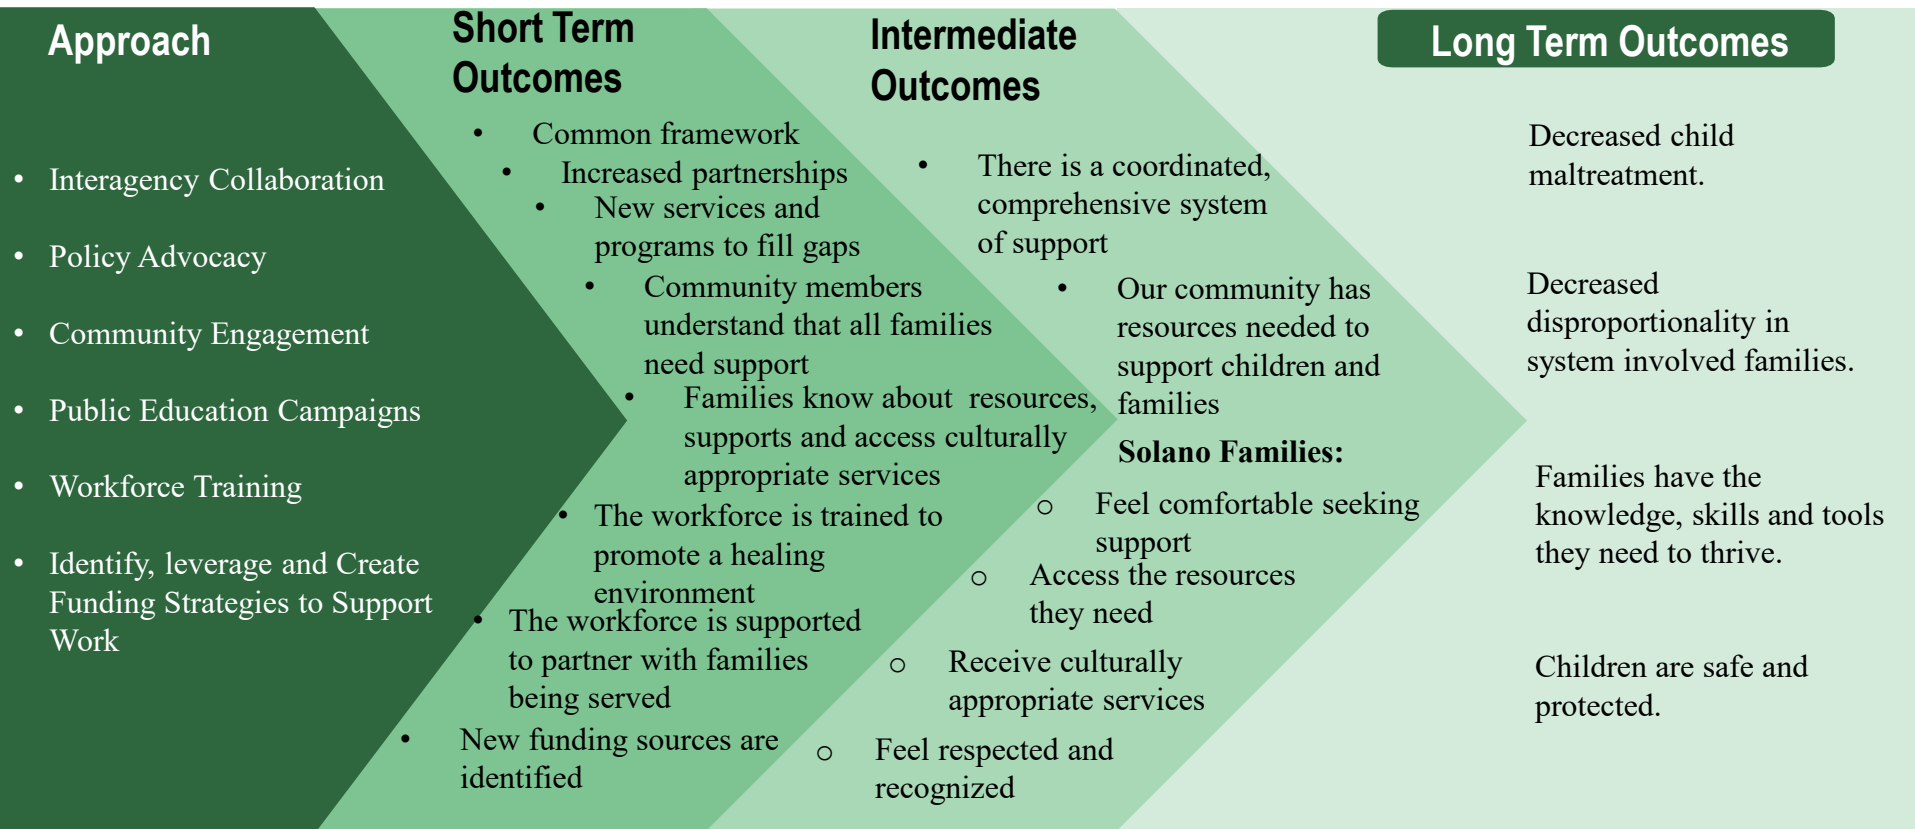 Approach
• Interagency Collaboration
• Policy Advocacy
• Community Engagement
• Public Education Campaigns
• Workforce Training
• Identify, leverage and Create
Funding Strategies to Support
Work
Short Term
Outcomes
• Common framework
• Increased partnerships
• New services and
programs to fill gaps
• Community members
understand that all families
need support
• Families know about resources,
supports and access culturally
appropriate services
• The workforce is trained to
promote a healing
environment
• The workforce is supported
to partner with families
being served
• New funding sources are
identified
Intermediate
Outcomes
• There is a coordinated,
comprehensive system
of support
• Our community has
resources needed to
support children and
families
Solano Families:
o Feel comfortable seeking
support
o Access the resources
they need
o Receive culturally
appropriate services
o Feel respected and
recognized
Long Term Outcomes
Decreased child
maltreatment.
Decreased
disproportionality in
system involved families.
Families have the
knowledge, skills and tools
they need to thrive.
Children are safe and
protected.